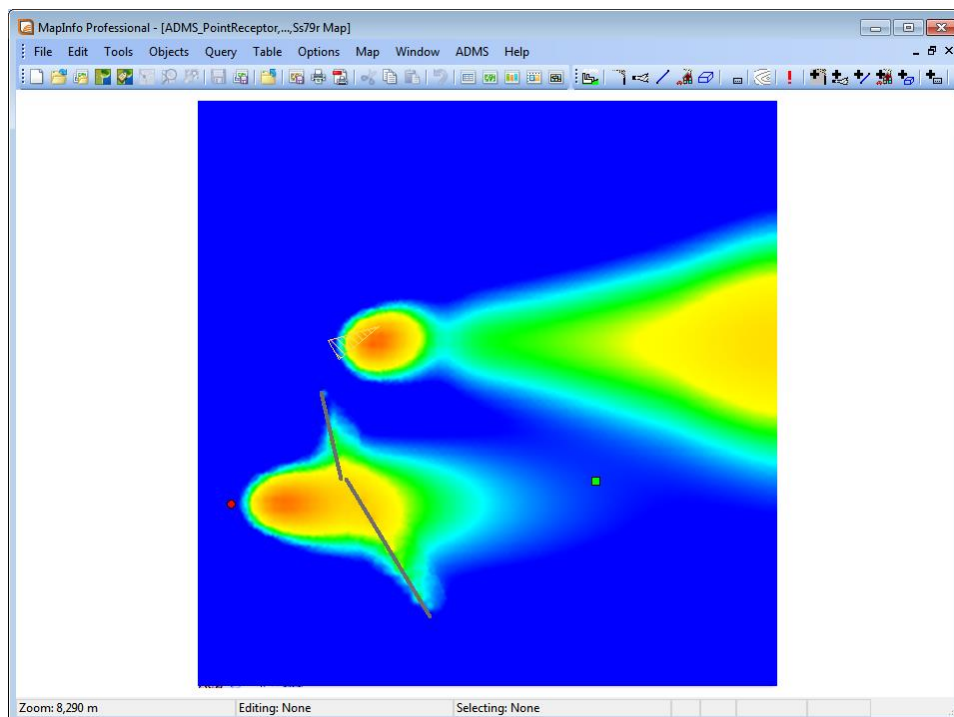 MapInfo Professional - [ADMS_PointReceptor,...,Ss79r Map]
File Edit Tools Objects Query Table Options Map Window ADMS Help
Zoom: 8,290 m Editing: None Selecting: None